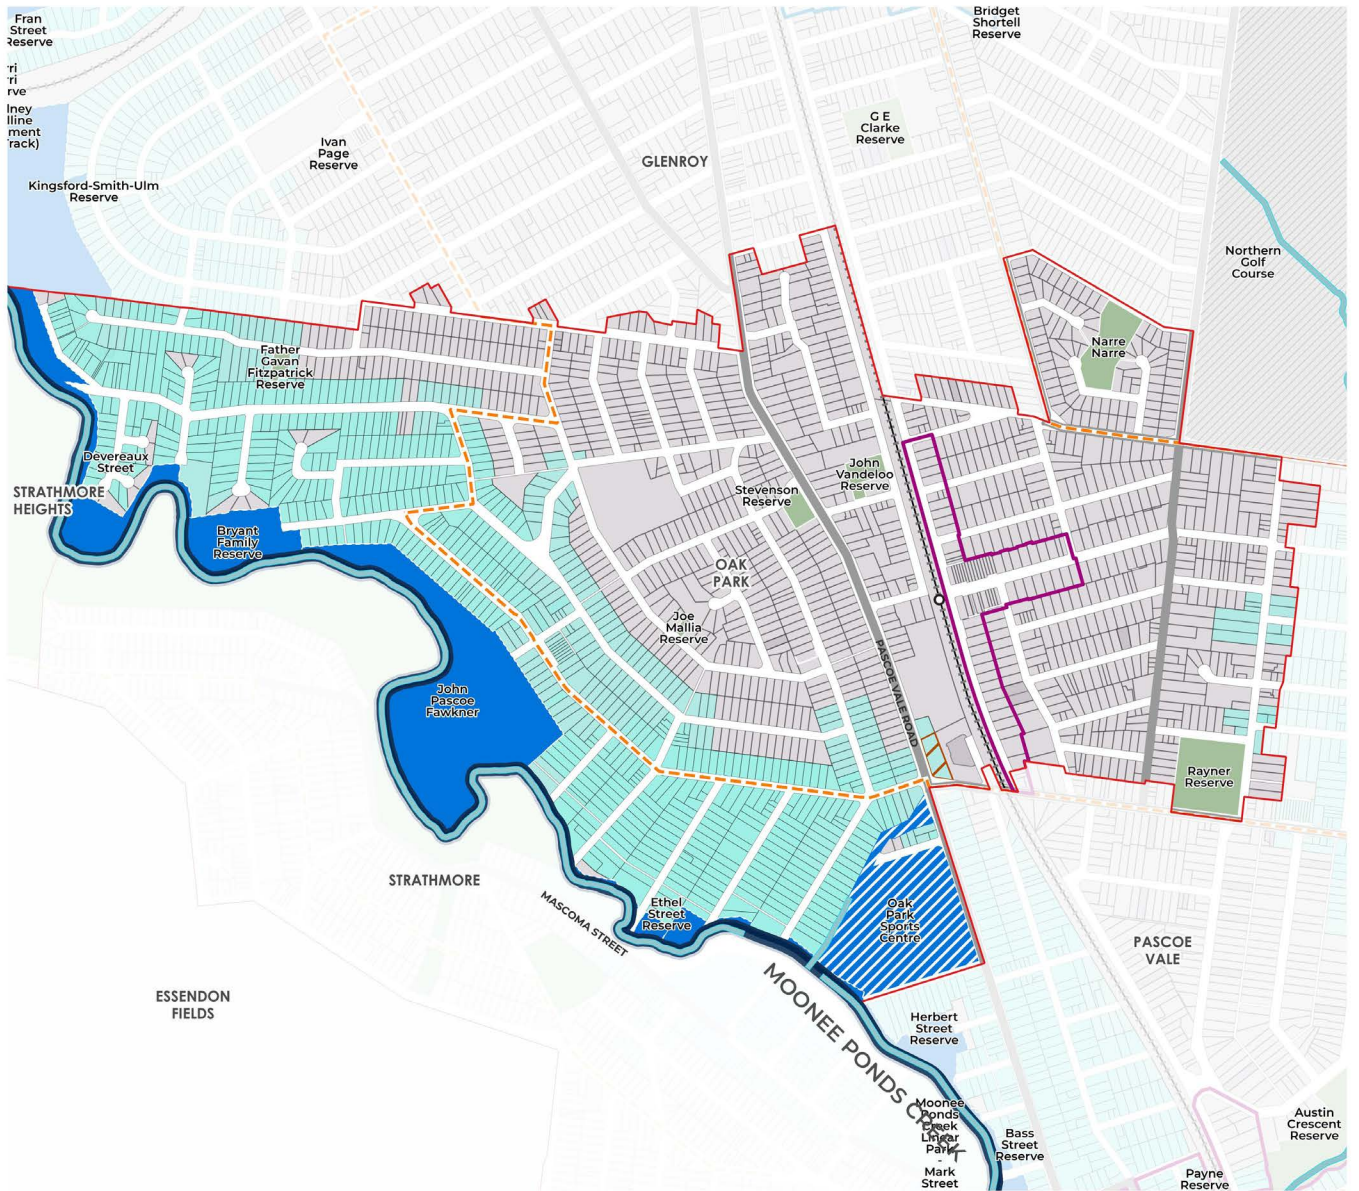 Fran
Street
Reserve
Bridget
Shortell
Reserve
G E
Clarke
Reserve
Ivan
Page
Reserve
GLENROY
Kingsford-Smith-Ulm
Reserve
Northern
Golf
Course
Narre
Narre
Father
Gavan
Fitzpatrick
Reserve
Devereaux
Street
STRATHMORE
HEIGHTS
Bryant
Family
Reserve
John
Vandeloo
Reserve
Stevenson
Reserve
OAK
PARK
Joe
Mallia
Reserve
PASCOE VALE ROAD
John
Pascoe
Fawkner
Rayner
Reserve
STRATHMORE
MASCOMA STREET
Ethel
Street
Reserve
Oak
Park
Sports
Centre
PASCOE
VALE
ESSENDON
FIELDS
MOONEE PONDS CREEK
Herbert
Street
Reserve
Moonee
Ponds
Creek
Linear
Park
-
Mark
Street
Bass
Street
Reserve
Austin
Crescent
Reserve
Payne
Reserve